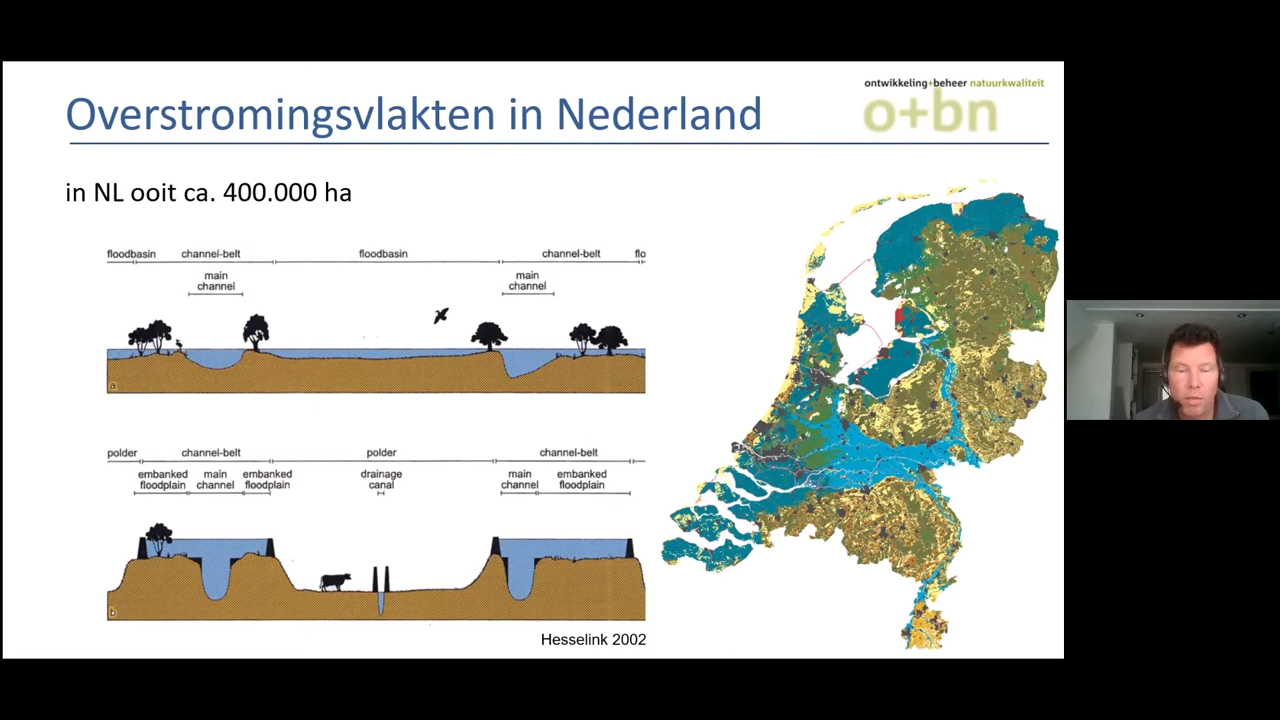 ontwikkeling+beheer natuurkwaliteit
o+bn
Overstromingsvlakten in Nederland
in NL ooit ca. 400.000 ha
floodbasin channel-belt floodbasin channel-belt flo
main channel main channel
a
polder channel-belt polder channel-belt
embanked floodplain main channel embanked floodplain drainage canal main channel embanked floodplain
b
Hesselink 2002